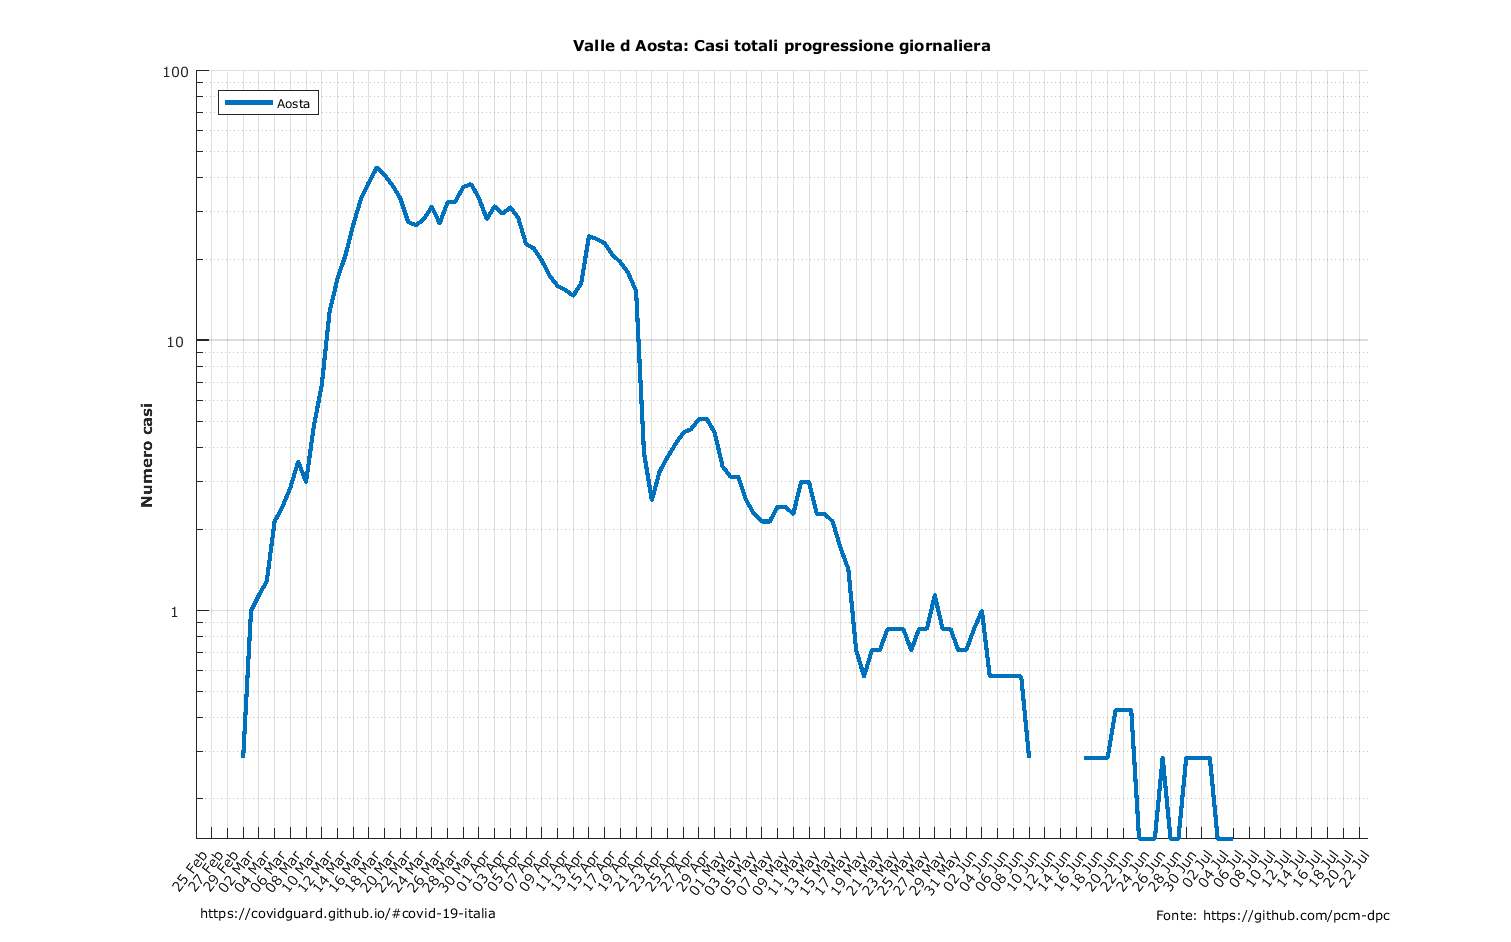 Valle d Aosta: Casi totali progressione giornaliera
100
10
1
Numero casi
Aosta
25 Feb
27 Feb
29 Feb
02 Mar
04 Mar
06 Mar
08 Mar
10 Mar
12 Mar
14 Mar
16 Mar
18 Mar
20 Mar
22 Mar
24 Mar
26 Mar
28 Mar
30 Mar
01 Apr
03 Apr
05 Apr
07 Apr
09 Apr
11 Apr
13 Apr
15 Apr
17 Apr
19 Apr
21 Apr
23 Apr
25 Apr
27 Apr
29 Apr
01 May
03 May
05 May
07 May
09 May
11 May
13 May
15 May
17 May
19 May
21 May
23 May
25 May
27 May
29 May
31 May
02 Jun
04 Jun
06 Jun
08 Jun
10 Jun
12 Jun
14 Jun
16 Jun
18 Jun
20 Jun
22 Jun
24 Jun
26 Jun
28 Jun
30 Jun
02 Jul
04 Jul
06 Jul
08 Jul
10 Jul
12 Jul
14 Jul
16 Jul
18 Jul
20 Jul
22 Jul
https://covidguard.github.io/#covid-19-italia
Fonte: https://github.com/pcm-dpc